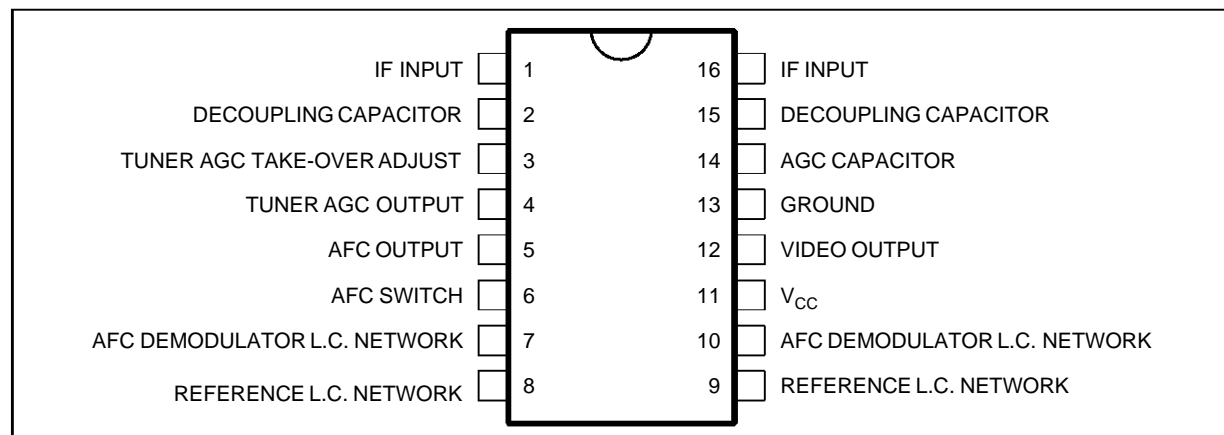 IF INPUT 1 16 IF INPUT
DECOUPLING CAPACITOR 2 15 DECOUPLING CAPACITOR
TUNER AGC TAKE-OVER ADJUST 3 14 AGC CAPACITOR
TUNER AGC OUTPUT 4 13 GROUND
AFC OUTPUT 5 12 VIDEO OUTPUT
AFC SWITCH 6 11 VCC
AFC DEMODULATOR L.C. NETWORK 7 10 AFC DEMODULATOR L.C. NETWORK
REFERENCE L.C. NETWORK 8 9 REFERENCE L.C. NETWORK